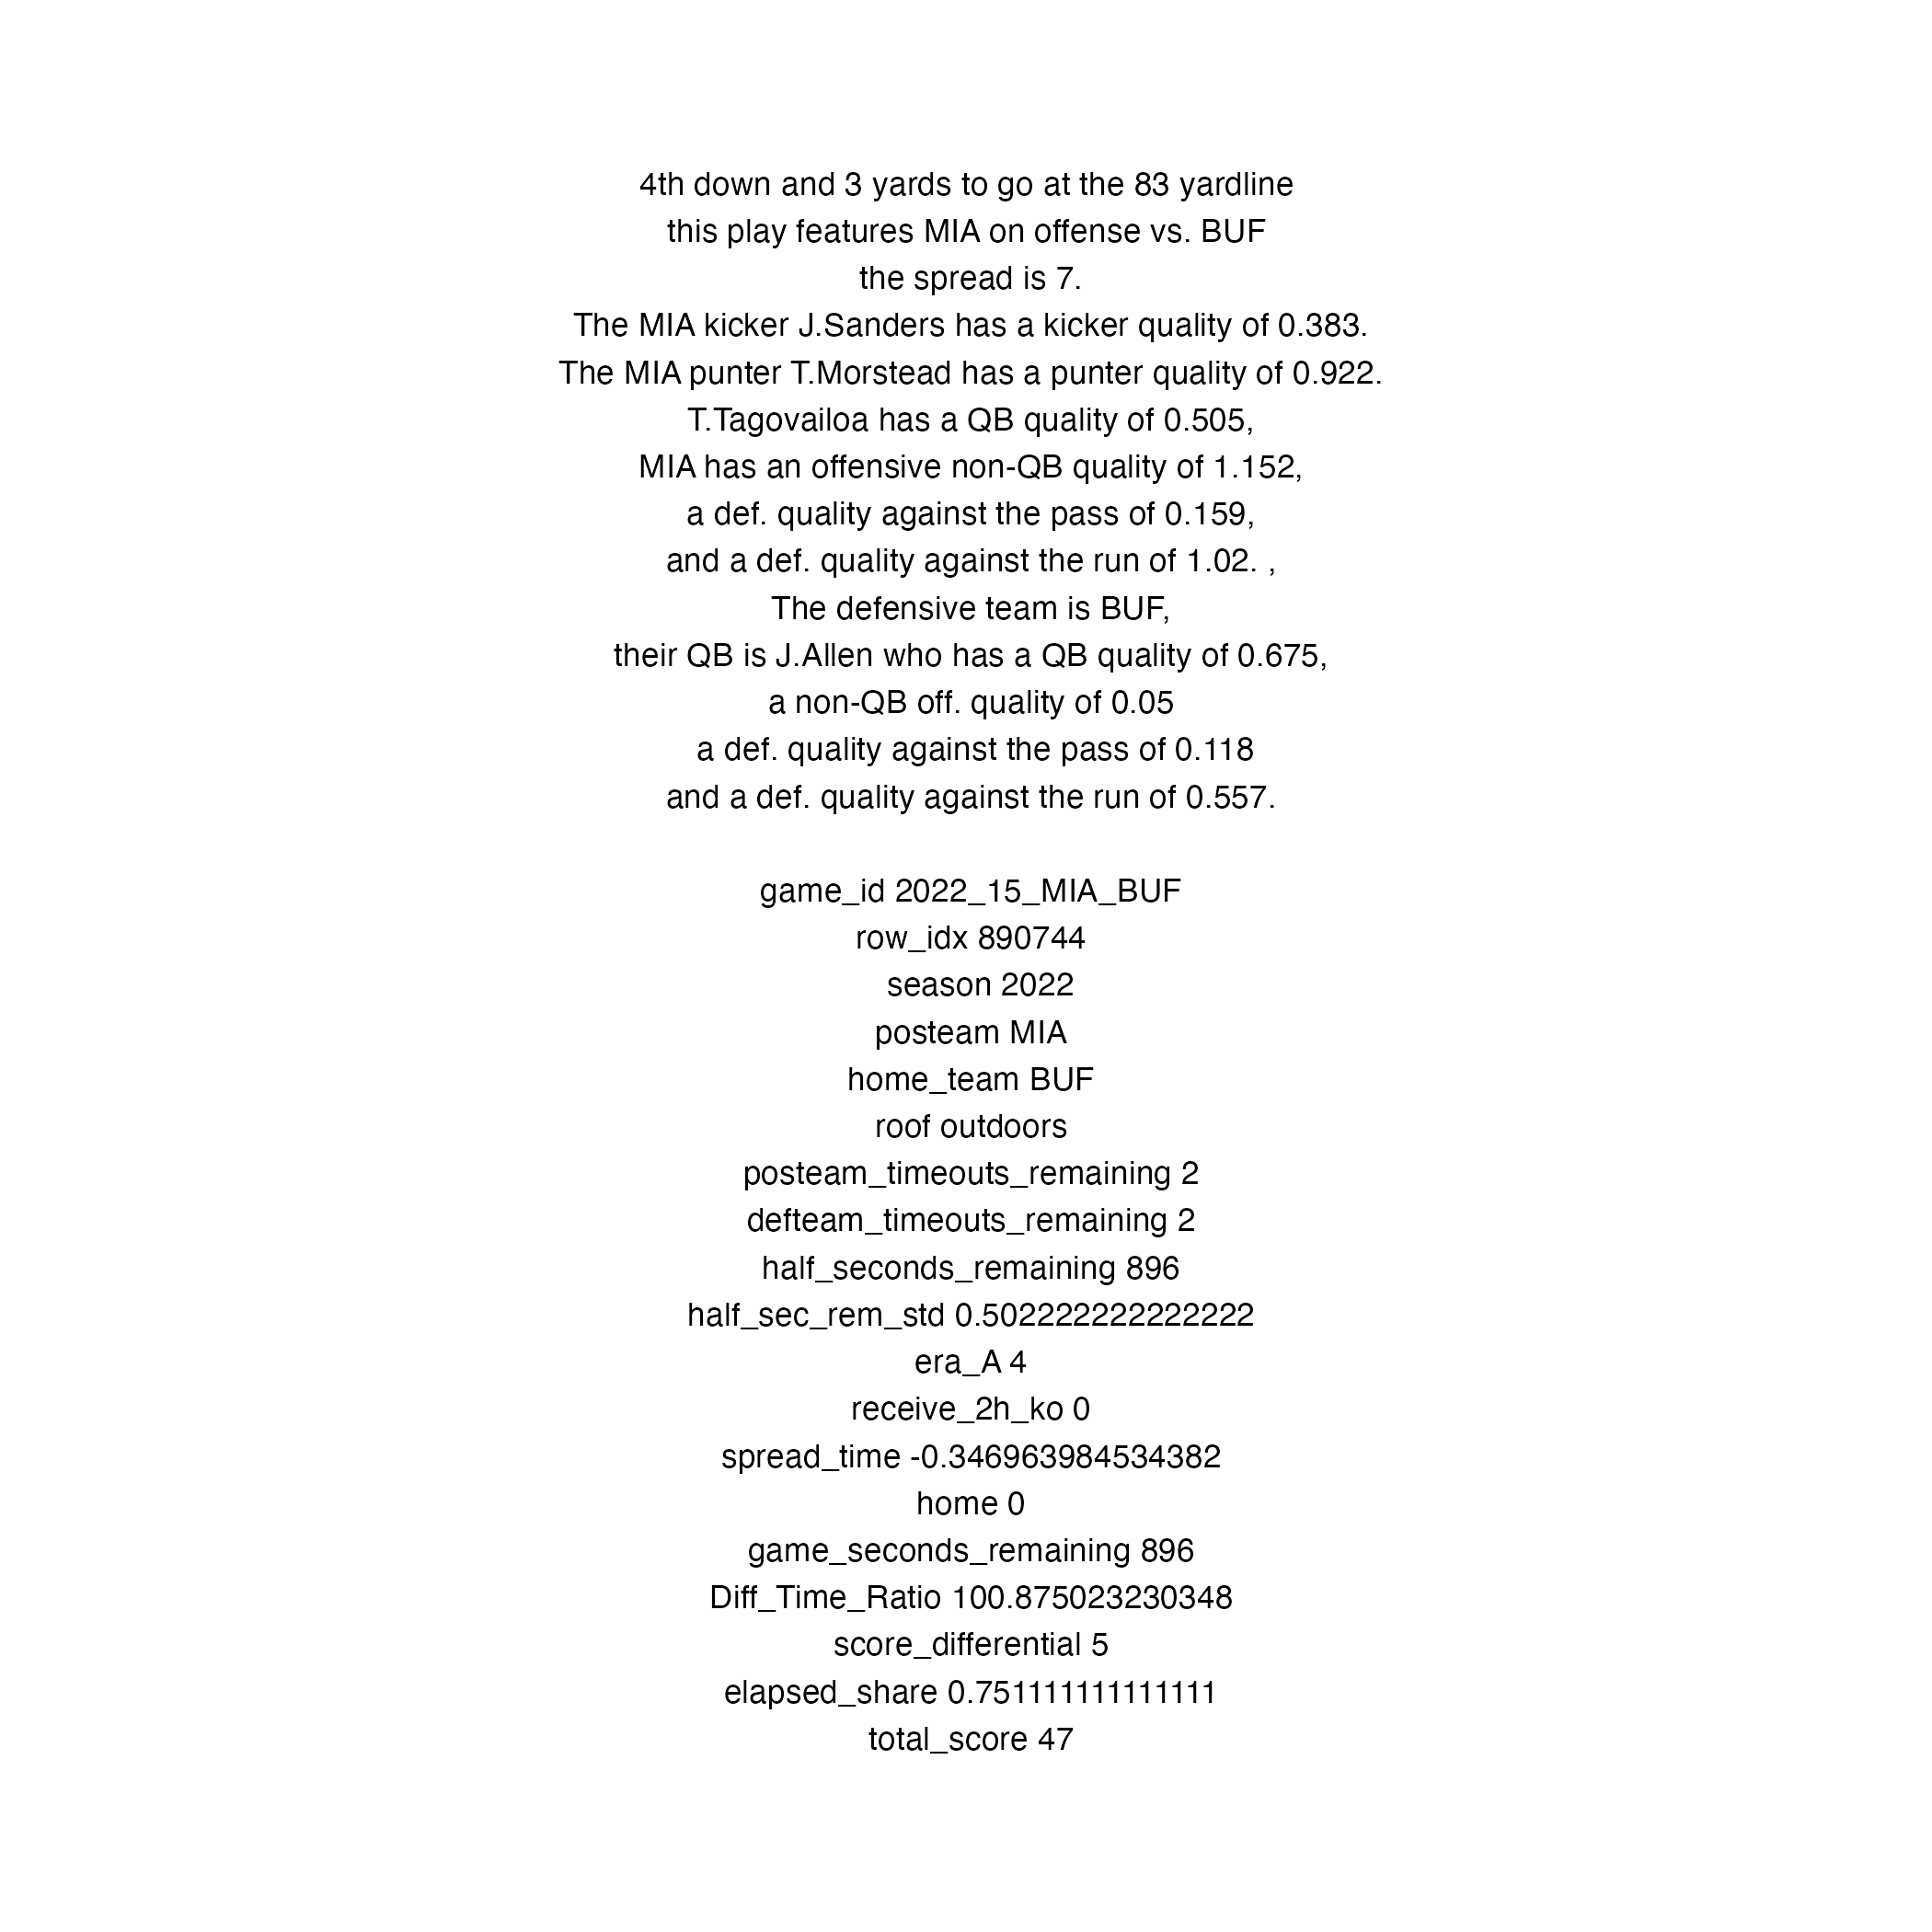 4th down and 3 yards to go at the 83 yardline
this play features MIA on offense vs. BUF
the spread is 7.
The MIA kicker J.Sanders has a kicker quality of 0.383.
The MIA punter T.Morstead has a punter quality of 0.922.
T.Tagovailoa has a QB quality of 0.505,
MIA has an offensive non-QB quality of 1.152,
a def. quality against the pass of 0.159,
and a def. quality against the run of 1.02. ,
The defensive team is BUF,
their QB is J.Allen who has a QB quality of 0.675,
a non-QB off. quality of 0.05
a def. quality against the pass of 0.118
and a def. quality against the run of 0.557.
game_id 2022_15_MIA_BUF
row_idx 890744
season 2022
posteam MIA
home_team BUF
roof outdoors
posteam_timeouts_remaining 2
defteam_timeouts_remaining 2
half_seconds_remaining 896
half_sec_rem_std 0.502222222222222
era_A 4
receive_2h_ko 0
spread_time -0.346963984534382
home 0
game_seconds_remaining 896
Diff_Time_Ratio 100.875023230348
score_differential 5
elapsed_share 0.751111111111111
total_score 47